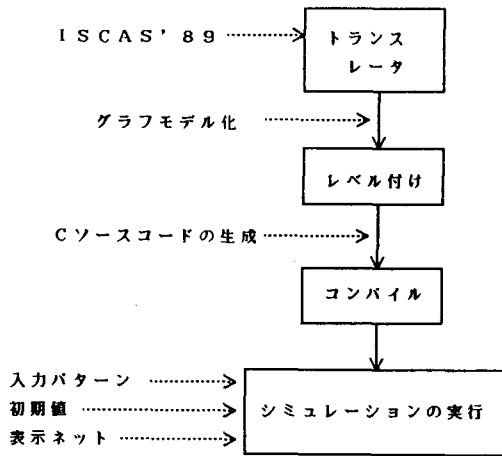 ISCAS'89
トランス
レータ
グラフモデル化
レベル付け
Cソースコードの生成
コンパイル
入力パターン
初期値
表示ネット
シミュレーションの実行